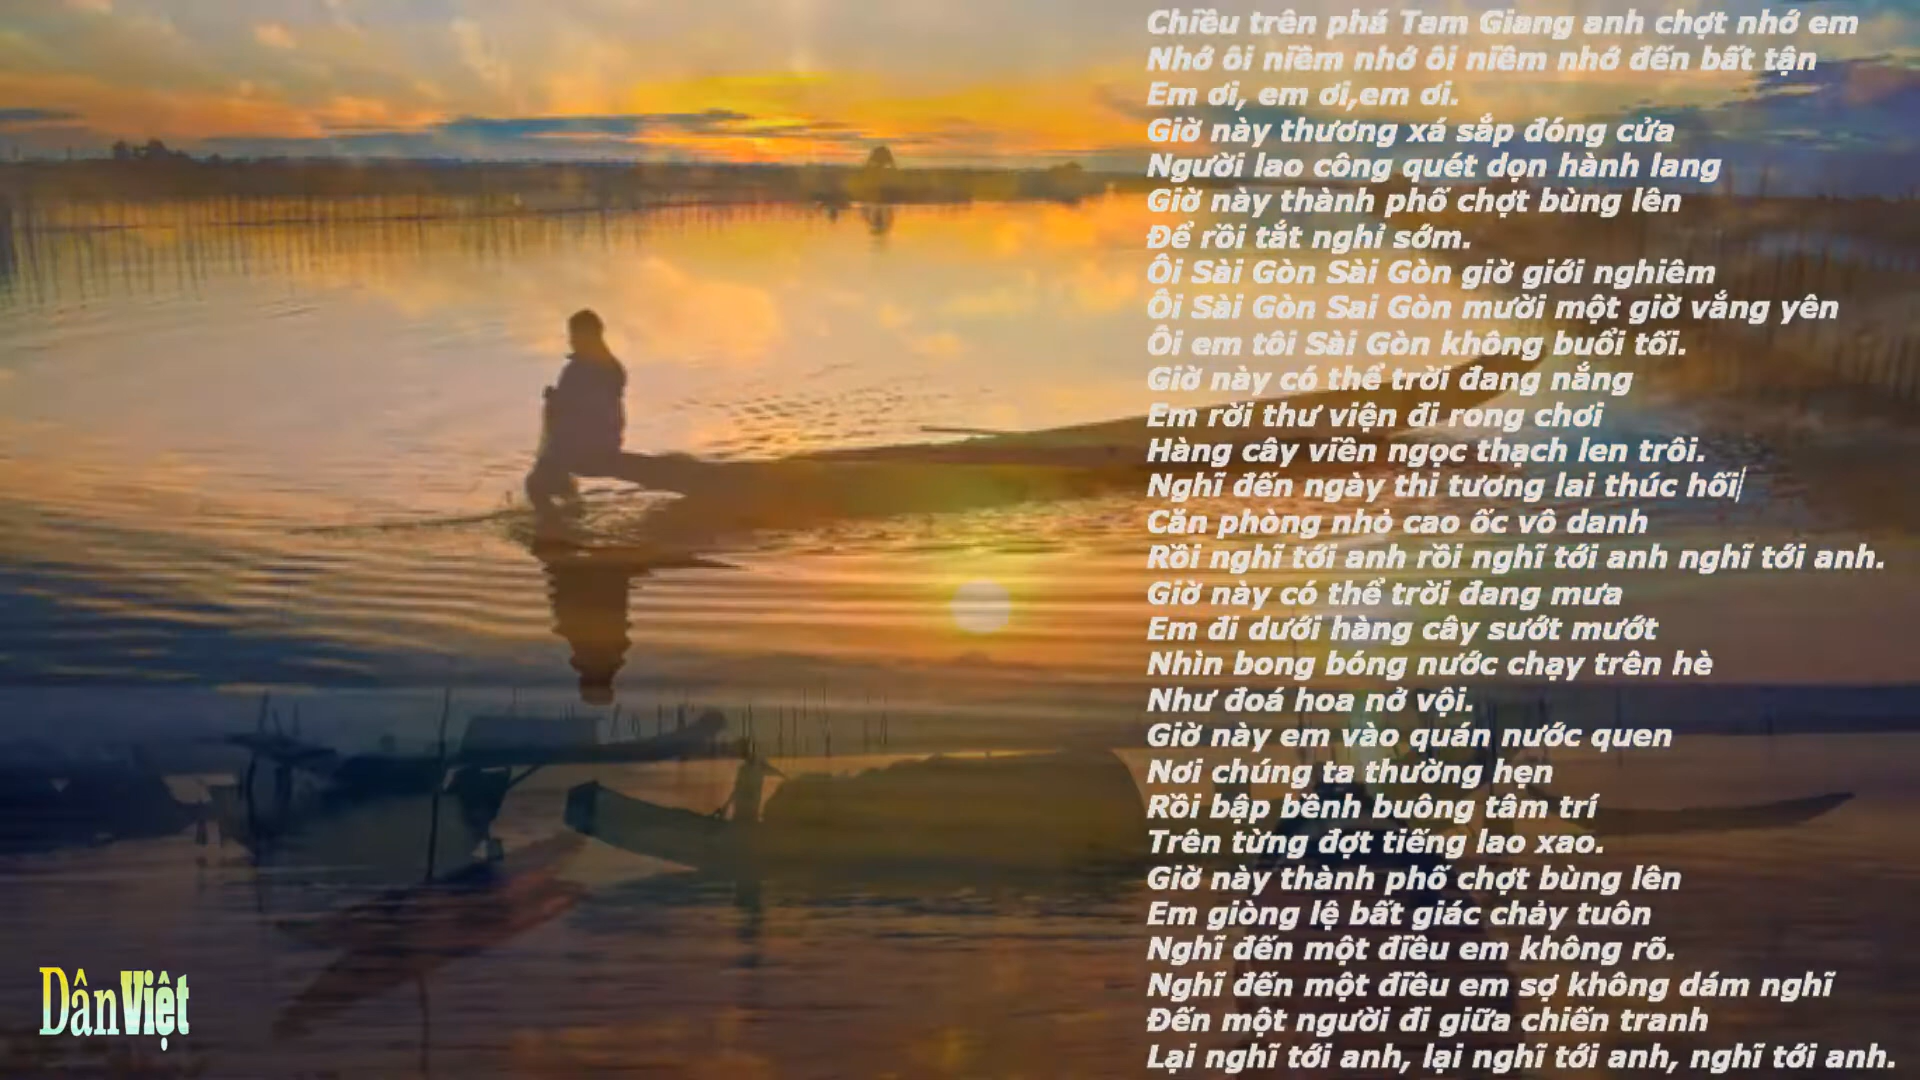 Chiều trên phá Tam Giang anh chợt nhớ em
Nhớ ôi niềm nhớ ôi niềm nhớ đến bất tận
Em ơi, em ơi,em ơi.
Giờ này thương xá sắp đóng cửa
Người lao công quét dọn hành lang
Giờ này thành phố chợt bùng lên
Để rồi tắt nghỉ sớm.
Ôi Sài Gòn Sài Gòn giờ giới nghiêm
Ôi Sài Gòn Sai Gòn mười một giờ vắng yên
Ôi em tôi Sài Gòn không buổi tối.
Giờ này có thể trời đang nắng
Em rời thư viện đi rong chơi
Hàng cây viền ngọc thạch len trôi.
Nghĩ đến ngày thi tương lai thúc hối
Căn phòng nhỏ cao ốc vô danh
Rồi nghĩ tới anh rồi nghĩ tới anh nghĩ tới anh.
Giờ này có thể trời đang mưa
Em đi dưới hàng cây sướt mướt
Nhìn bong bóng nước chạy trên hè
Như đoá hoa nở vội.
Giờ này em vào quán nước quen
Nơi chúng ta thường hẹn
Rồi bập bềnh buông tâm trí
Trên từng đợt tiếng lao xao.
Giờ này thành phố chợt bùng lên
Em giòng lệ bất giác chảy tuôn
Nghĩ đến một điều em không rõ.
Nghĩ đến một điều em sợ không dám nghĩ
Đến một người đi giữa chiến tranh
Lại nghĩ tới anh, lại nghĩ tới anh, nghĩ tới anh.
DânViệt